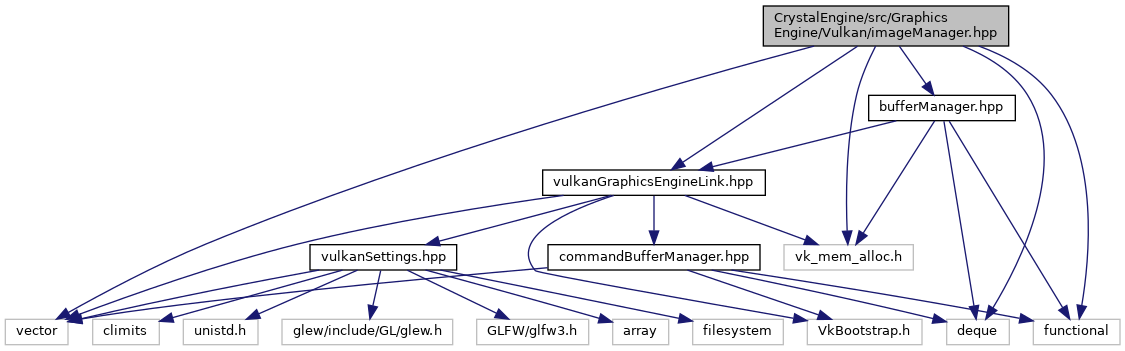 CrystalEngine/src/Graphics
Engine/Vulkan/imageManager.hpp
bufferManager.hpp
vulkanGraphicsEngineLink.hpp
vulkanSettings.hpp
commandBufferManager.hpp
vk_mem_alloc.h
vector
climits
unistd.h
glew/include/GL/glew.h
GLFW/glfw3.h
array
filesystem
VkBootstrap.h
deque
functional